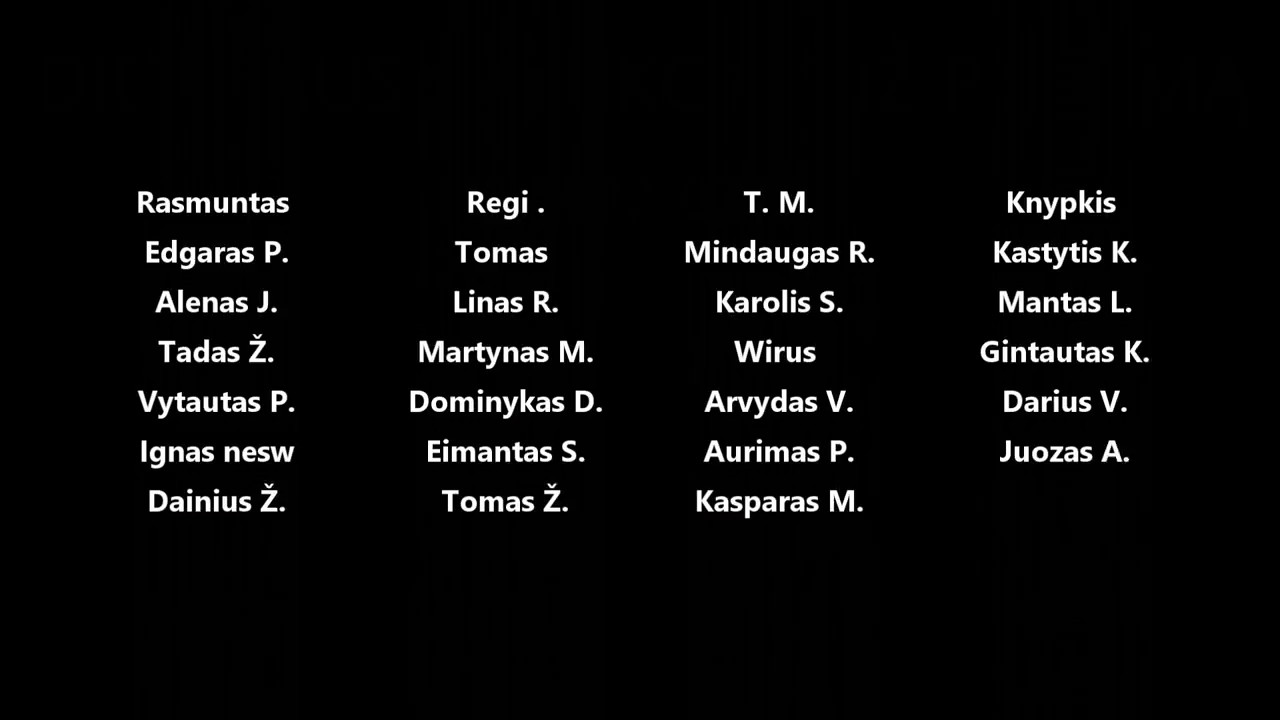 Rasmuntas
Edgaras P.
Alenas J.
Tadas Ž.
Vytautas P.
Ignas nesw
Dainius Ž.
Regi .
Tomas
Linas R.
Martynas M.
Dominykas D.
Eimantas S.
Tomas Ž.
T. M.
Mindaugas R.
Karolis S.
Wirus
Arvydas V.
Aurimas P.
Kasparas M.
Knypkis
Kastytis K.
Mantas L.
Gintautas K.
Darius V.
Juozas A.